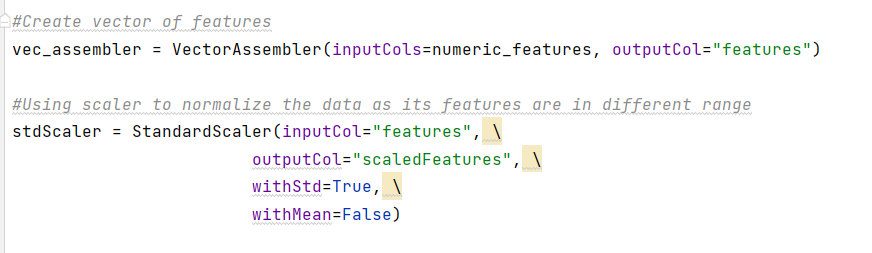 #Create vector of features
vec_assembler = VectorAssembler(inputCols=numeric_features, outputCol="features")
#Using scaler to normalize the data as its features are in different range
stdScaler = StandardScaler(inputCol="features", \
outputCol="scaledFeatures", \
withStd=True, \
withMean=False)